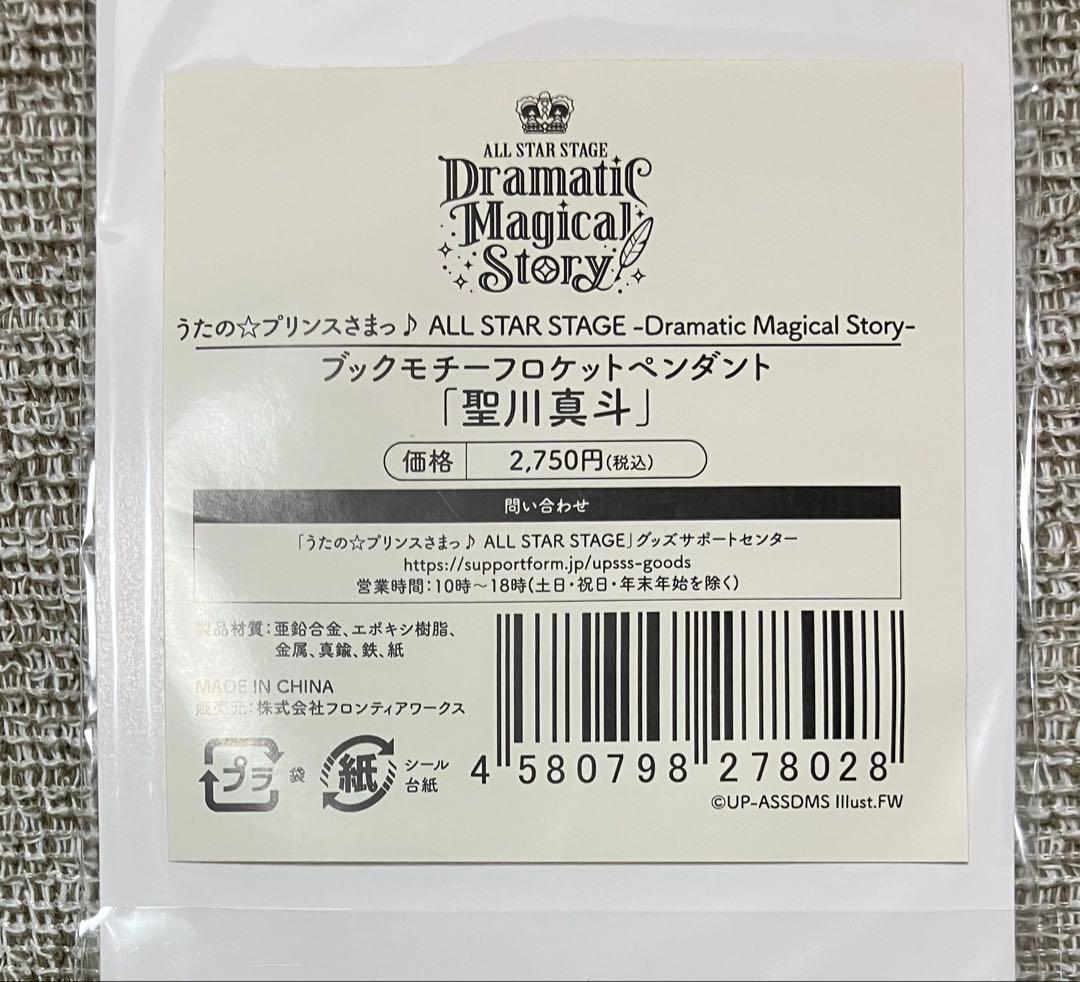 ALL STAR STAGE
Dramatic
Magical
Story
うたの☆プリンスさまっ♪ ALL STAR STAGE -Dramatic Magical Story-
ブックモチーフロケットペンダント
「聖川真斗」
価格 2,750円(税込)
問い合わせ
「うたの☆プリンスさまっ♪ ALL STAR STAGE」グッズサポートセンター
https://supportform.jp/upsss-goods
営業時間:10時〜18時(土日・祝日・年末年始を除く)
製品材質:亜鉛合金、エポキシ樹脂、
金属、真鍮、鉄、紙
MADE IN CHINA
販売元:株式会社フロンティアワークス
プラ 袋 紙 シール
台紙
4 580798 278028
©UP-ASSDMS Illust.FW